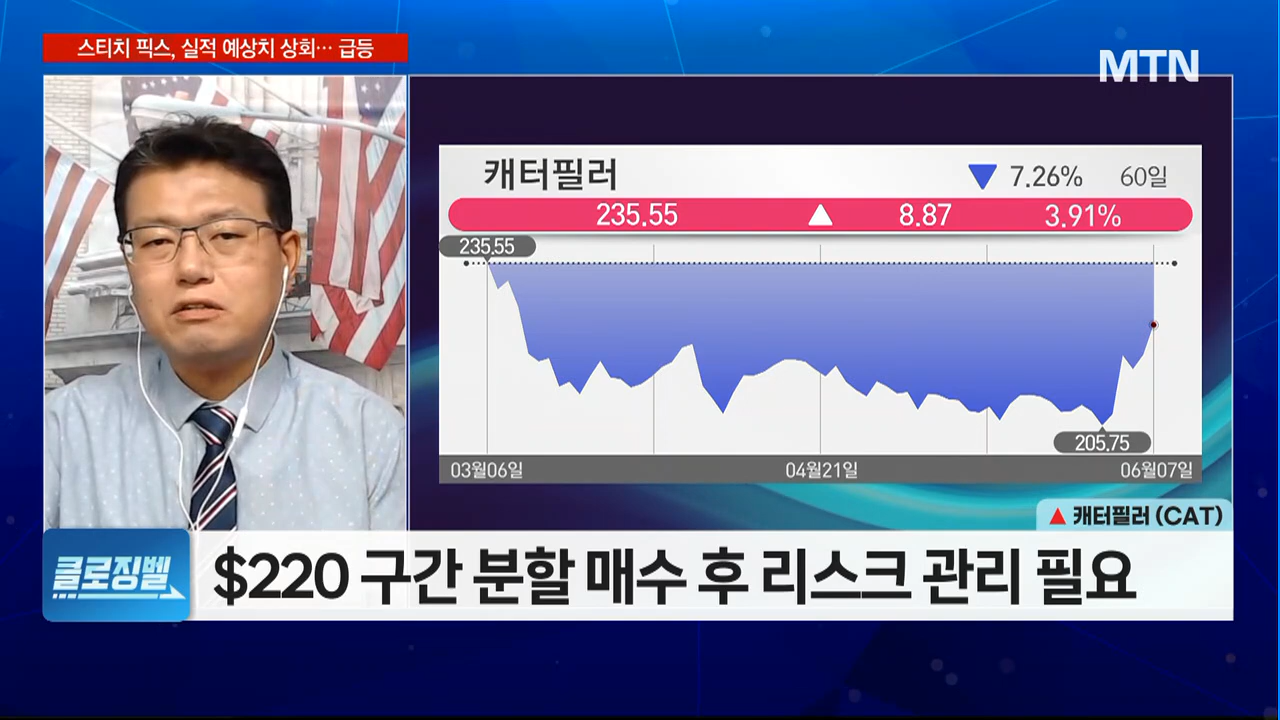 스티치 픽스, 실적 예상치 상회… 급등
MTN
캐터필러 ▼ 7.26% 60일
235.55 ▲ 8.87 3.91%
235.55
205.75
03월06일 04월21일 06월07일
▲ 캐터필러(CAT)
클로징벨
$220 구간 분할 매수 후 리스크 관리 필요